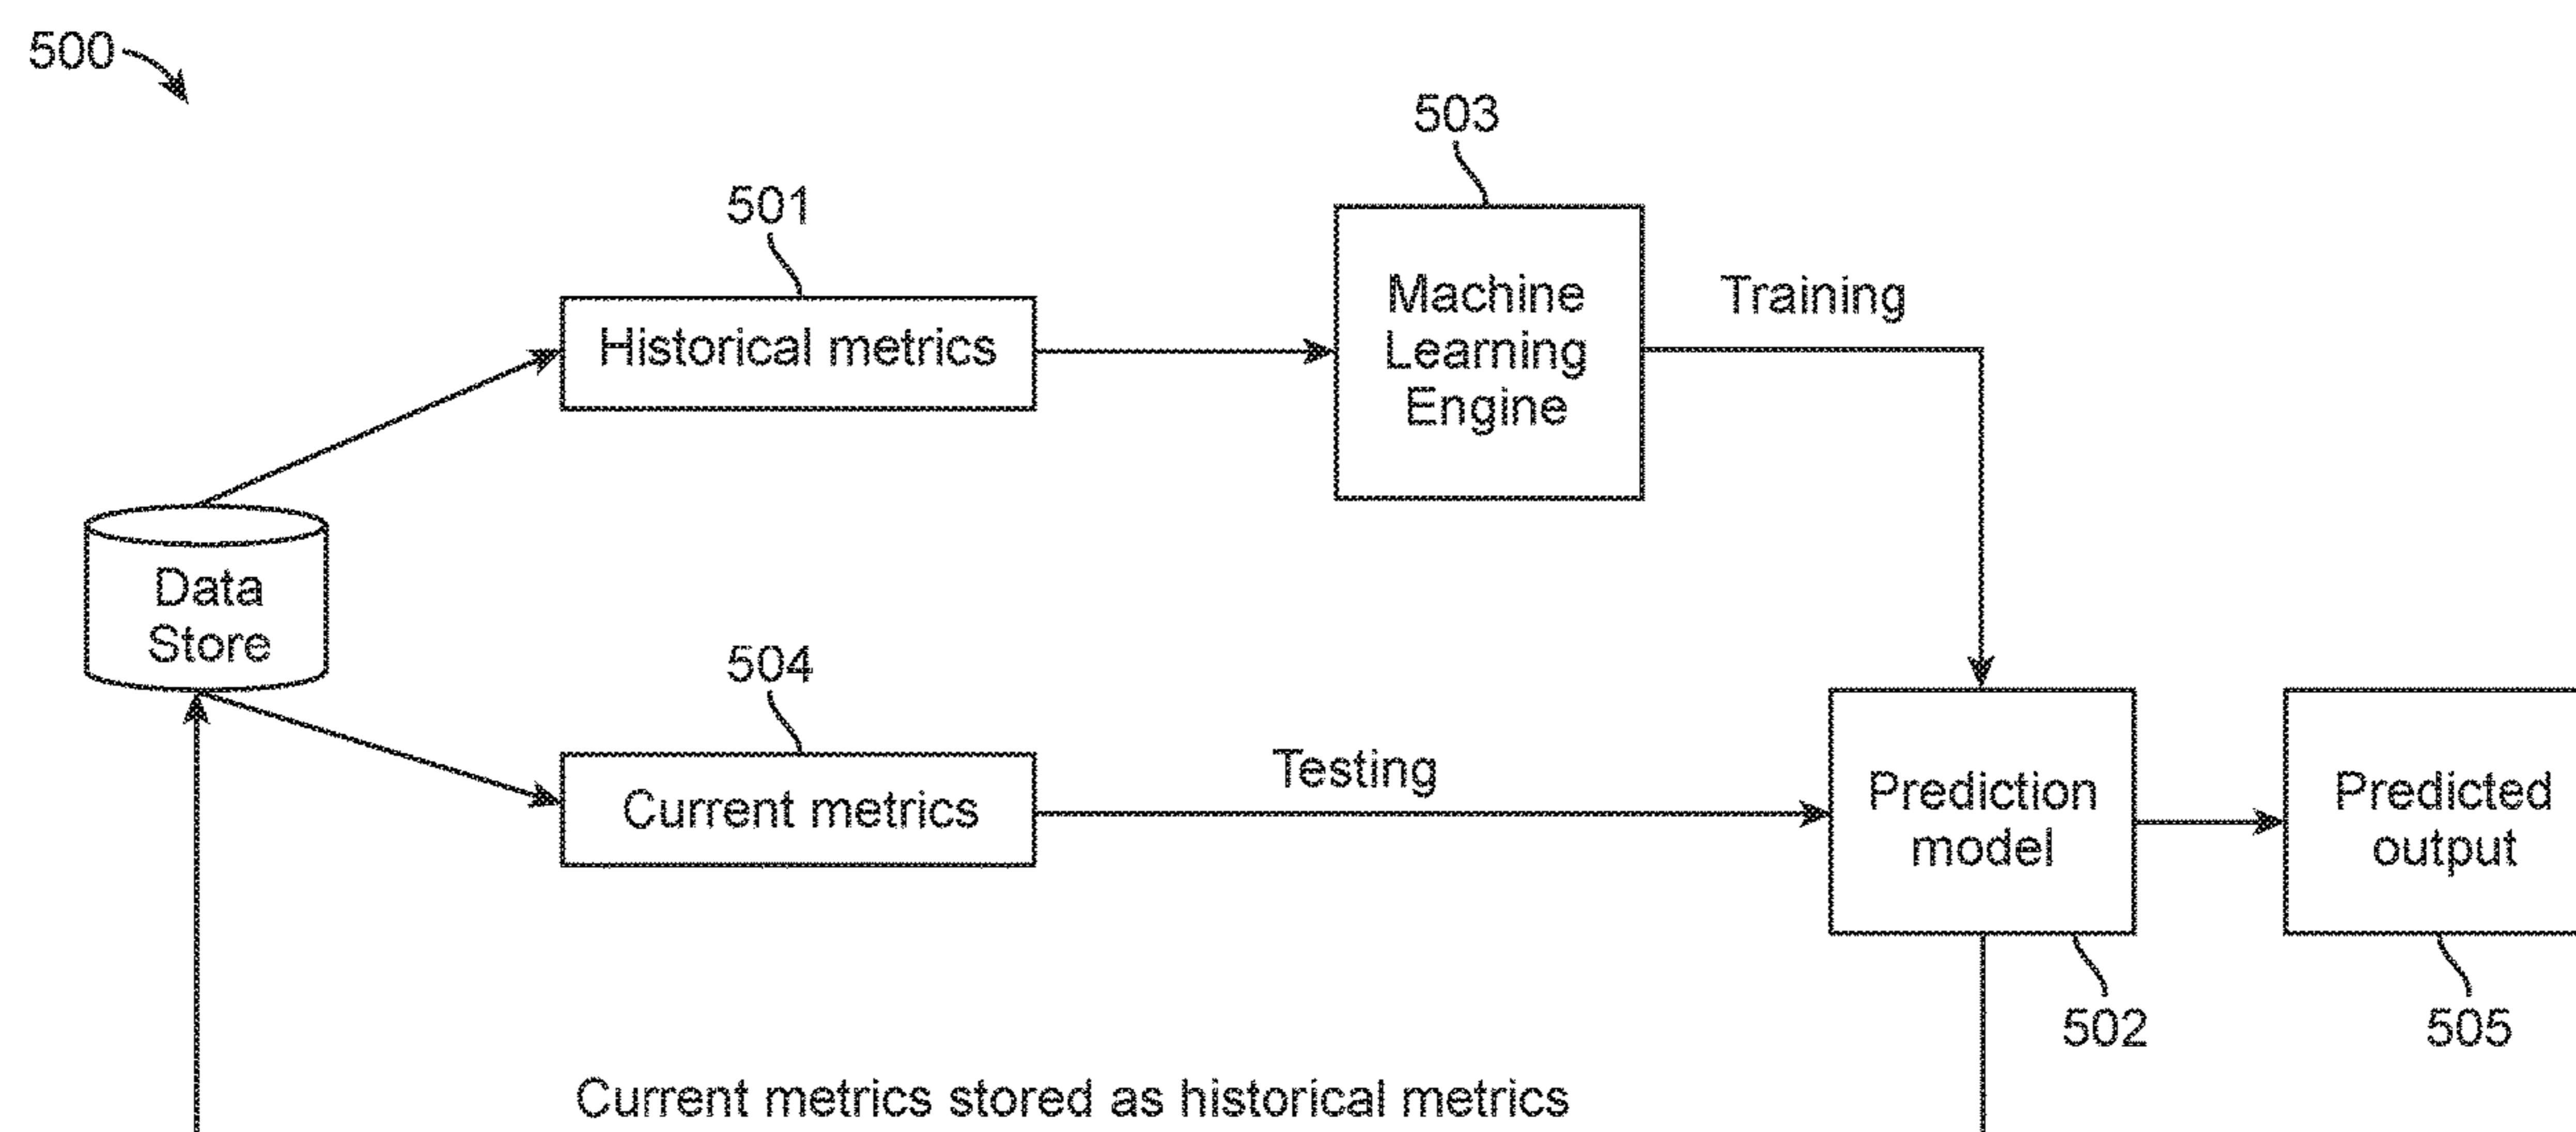 500
503
501
Machine
Learning
Engine
Training
Historical metrics
Data
Store
504
Testing
Current metrics
Prediction
model
Predicted
output
502
505
Current metrics stored as historical metrics